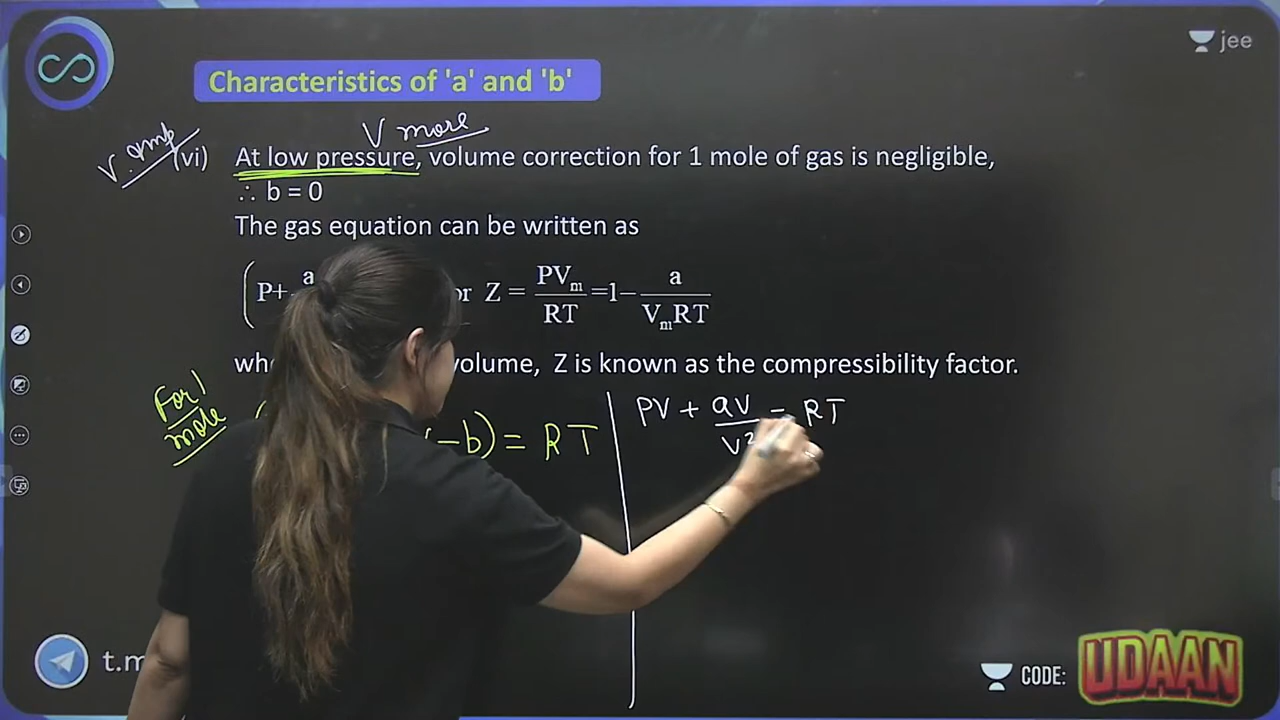 jee
Characteristics of 'a' and 'b'
V more
V. Imp
(vi) At low pressure, volume correction for 1 mole of gas is negligible,
∴ b = 0
The gas equation can be written as
(P+ a or Z = PVm/RT =1− a/VmRT
volume, Z is known as the compressibility factor.
For 1
mole
−b) = RT
PV + aV/V² = RT
t.m
CODE: UDAAN